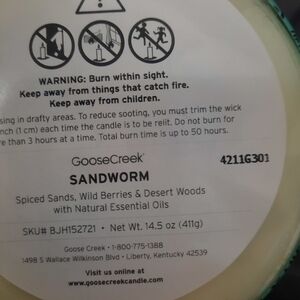 WARNING: Burn within sight.
Keep away from things that catch fire.
Keep away from children.
sing in drafty areas. To reduce sooting, you must trim the wick
nch (1 cm) each time the candle is to be relit. Do not burn for
re than 3 hours at a time. Total burn time is up to 50 hours.
GooseCreek
42116301
SANDWORM
Spiced Sands, Wild Berries & Desert Woods
with Natural Essential Oils
SKU# BJH152721 • Net Wt. 14.5 oz (411g)
Goose Creek • 1-800-775-1388
1498 S Wallace Wilkinson Blvd • Liberty, Kentucky 42539
Visit us online at
www.goosecreekcandle.com